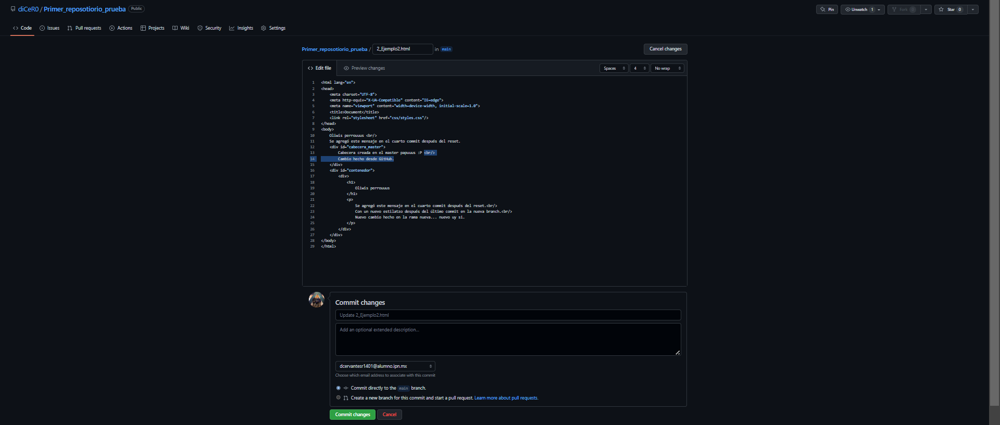 diCeR0 / Primer_reposotiorio_prueba Public
Pin Unwatch 1 Fork 0 Star 0
Code Issues Pull requests Actions Projects Wiki Security Insights Settings
Primer_reposotiorio_prueba / 2_Ejemplo2.html in main Cancel changes
Edit file Preview changes Spaces 4 No wrap
1 <html lang="en">
2 <head>
3 <meta charset="UTF-8">
4 <meta http-equiv="X-UA-Compatible" content="IE=edge">
5 <meta name="viewport" content="width=device-width, initial-scale=1.0">
6 <title>Document</title>
7 <link rel="stylesheet" href="css/styles.css"/>
8 </head>
9 <body>
10 Oliwis perrouuus <br/>
11 Se agregó este mensaje en el cuarto commit después del reset.
12 <div id="cabecera_master">
13 Cabecera creada en el master papuuus :P <br/>
14 Cambio hecho desde GitHub.
15 </div>
16 <div id="contenedor">
17 <div>
18 <h1>
19 Oliwis perrouuus
20 </h1>
21 <p>
22 Se agregó este mensaje en el cuarto commit después del reset.<br/>
23 Con un nuevo estilatzo después del último commit en la nueva branch.<br/>
24 Nuevo cambio hecho en la rama nueva... nuevo uy si.
25 </p>
26 </div>
27 </div>
28 </body>
29 </html>
Commit changes
Update 2_Ejemplo2.html
Add an optional extended description...
dcervantesr1401@alumno.ipn.mx
Choose which email address to associate with this commit
Commit directly to the main branch.
Create a new branch for this commit and start a pull request. Learn more about pull requests.
Commit changes Cancel